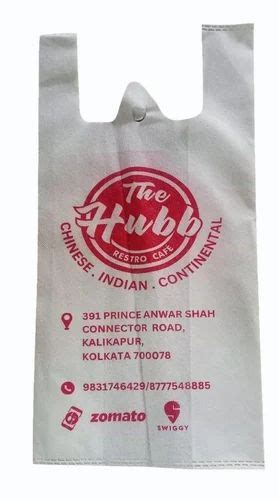 The
Hubb
RESTRO CAFE
CHINESE . INDIAN . CONTINENTAL
391 PRINCE ANWAR SHAH
CONNECTOR ROAD,
KALIKAPUR,
KOLKATA 700078
9831746429/8777548885
zomato
SWIGGY